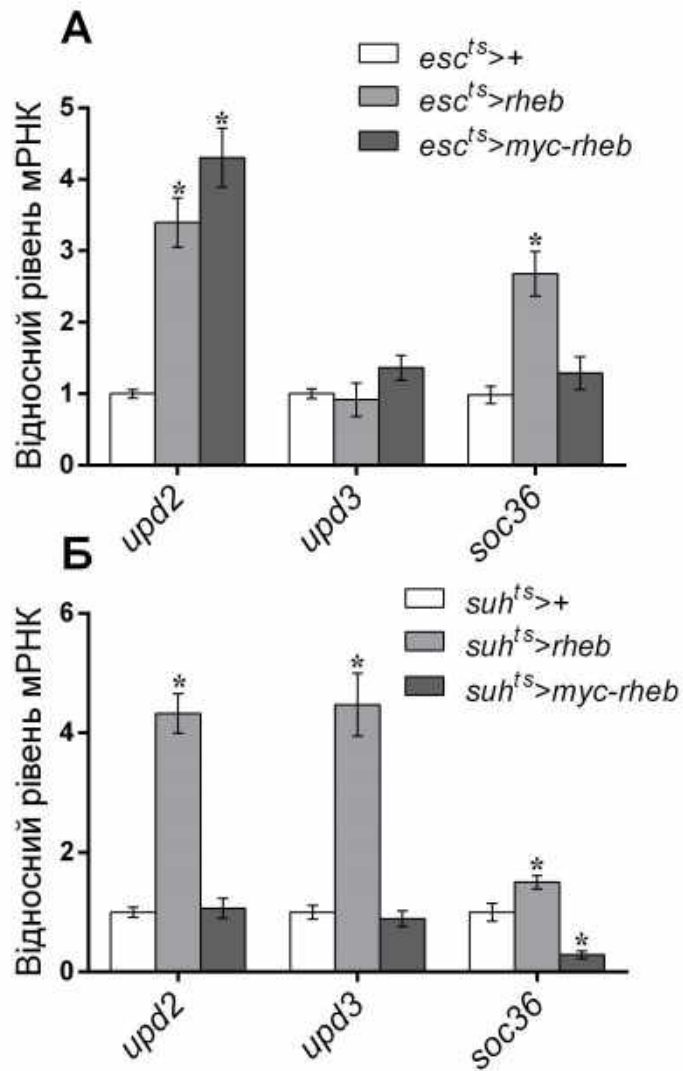 А
esc^ts>+
esc^ts>rheb
esc^ts>myc-rheb
Відносний рівень мРНК
5
4
3
2
1
0
* * *
upd2 upd3 soc36
Б
suh^ts>+
suh^ts>rheb
suh^ts>myc-rheb
Відносний рівень мРНК
6
4
2
0
* * * *
upd2 upd3 soc36